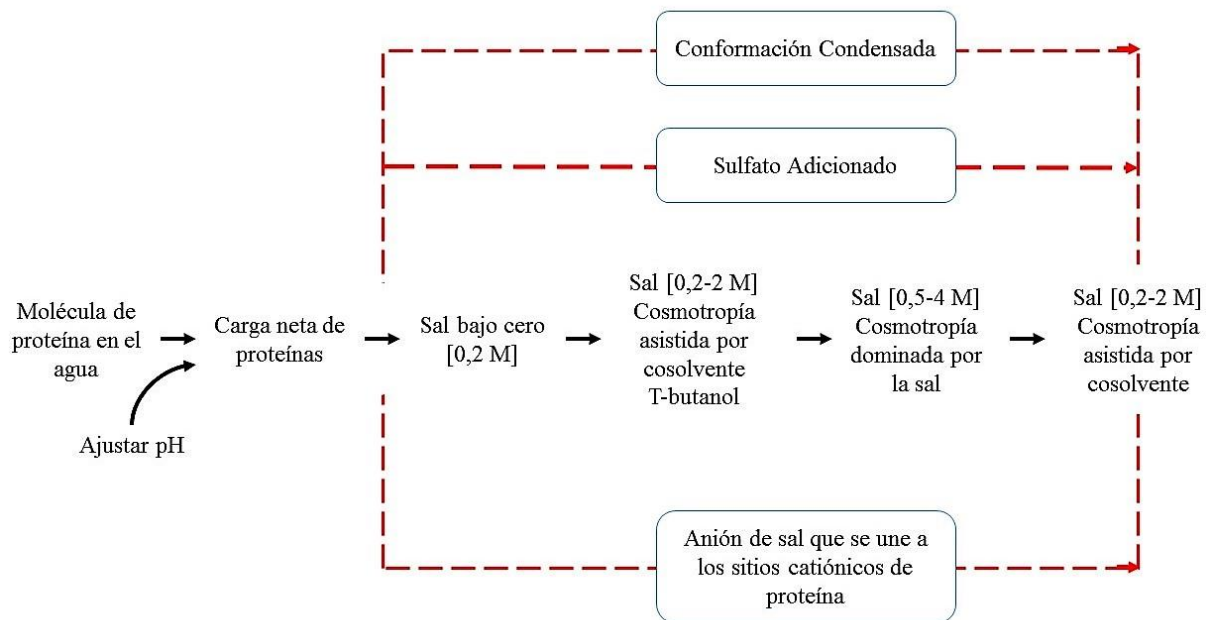 Conformación Condensada
Sulfato Adicionado
Molécula de
proteína en el
agua
Ajustar pH
Carga neta de
proteínas
Sal bajo cero
[0,2 M]
Sal [0,2-2 M]
Cosmotropía
asistida por
cosolvente
T-butanol
Sal [0,5-4 M]
Cosmotropía
dominada por
la sal
Sal [0,2-2 M]
Cosmotropía
asistida por
cosolvente
Anión de sal que se une a
los sitios catiónicos de
proteína